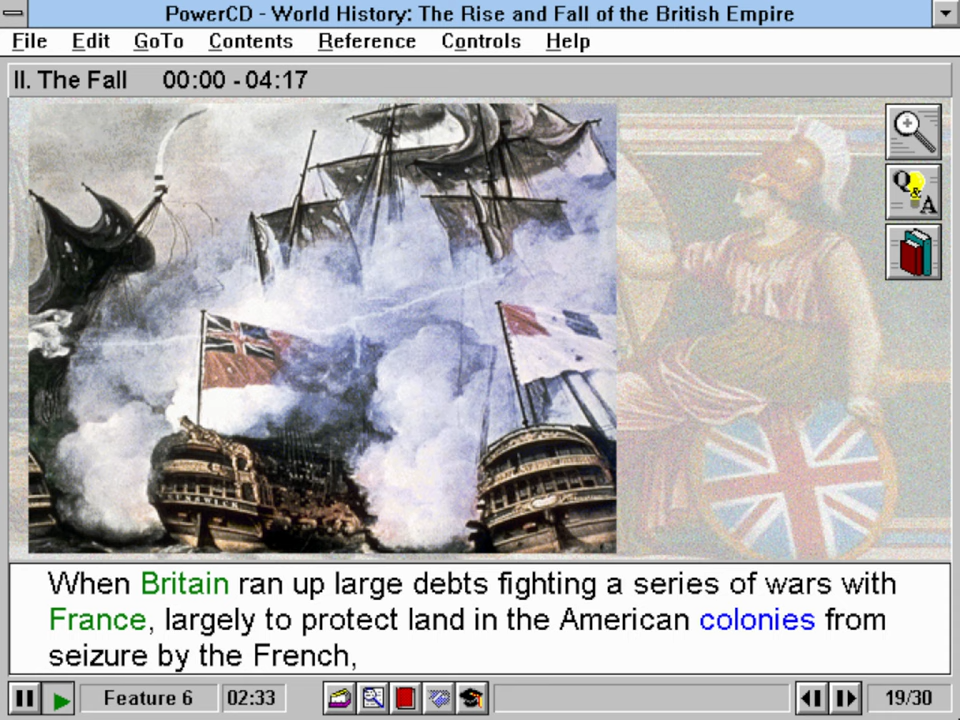 PowerCD - World History: The Rise and Fall of the British Empire
File Edit GoTo Contents Reference Controls Help
II. The Fall 00:00 - 04:17
Q & A
When Britain ran up large debts fighting a series of wars with
France, largely to protect land in the American colonies from
seizure by the French,
Feature 6 02:33 19/30